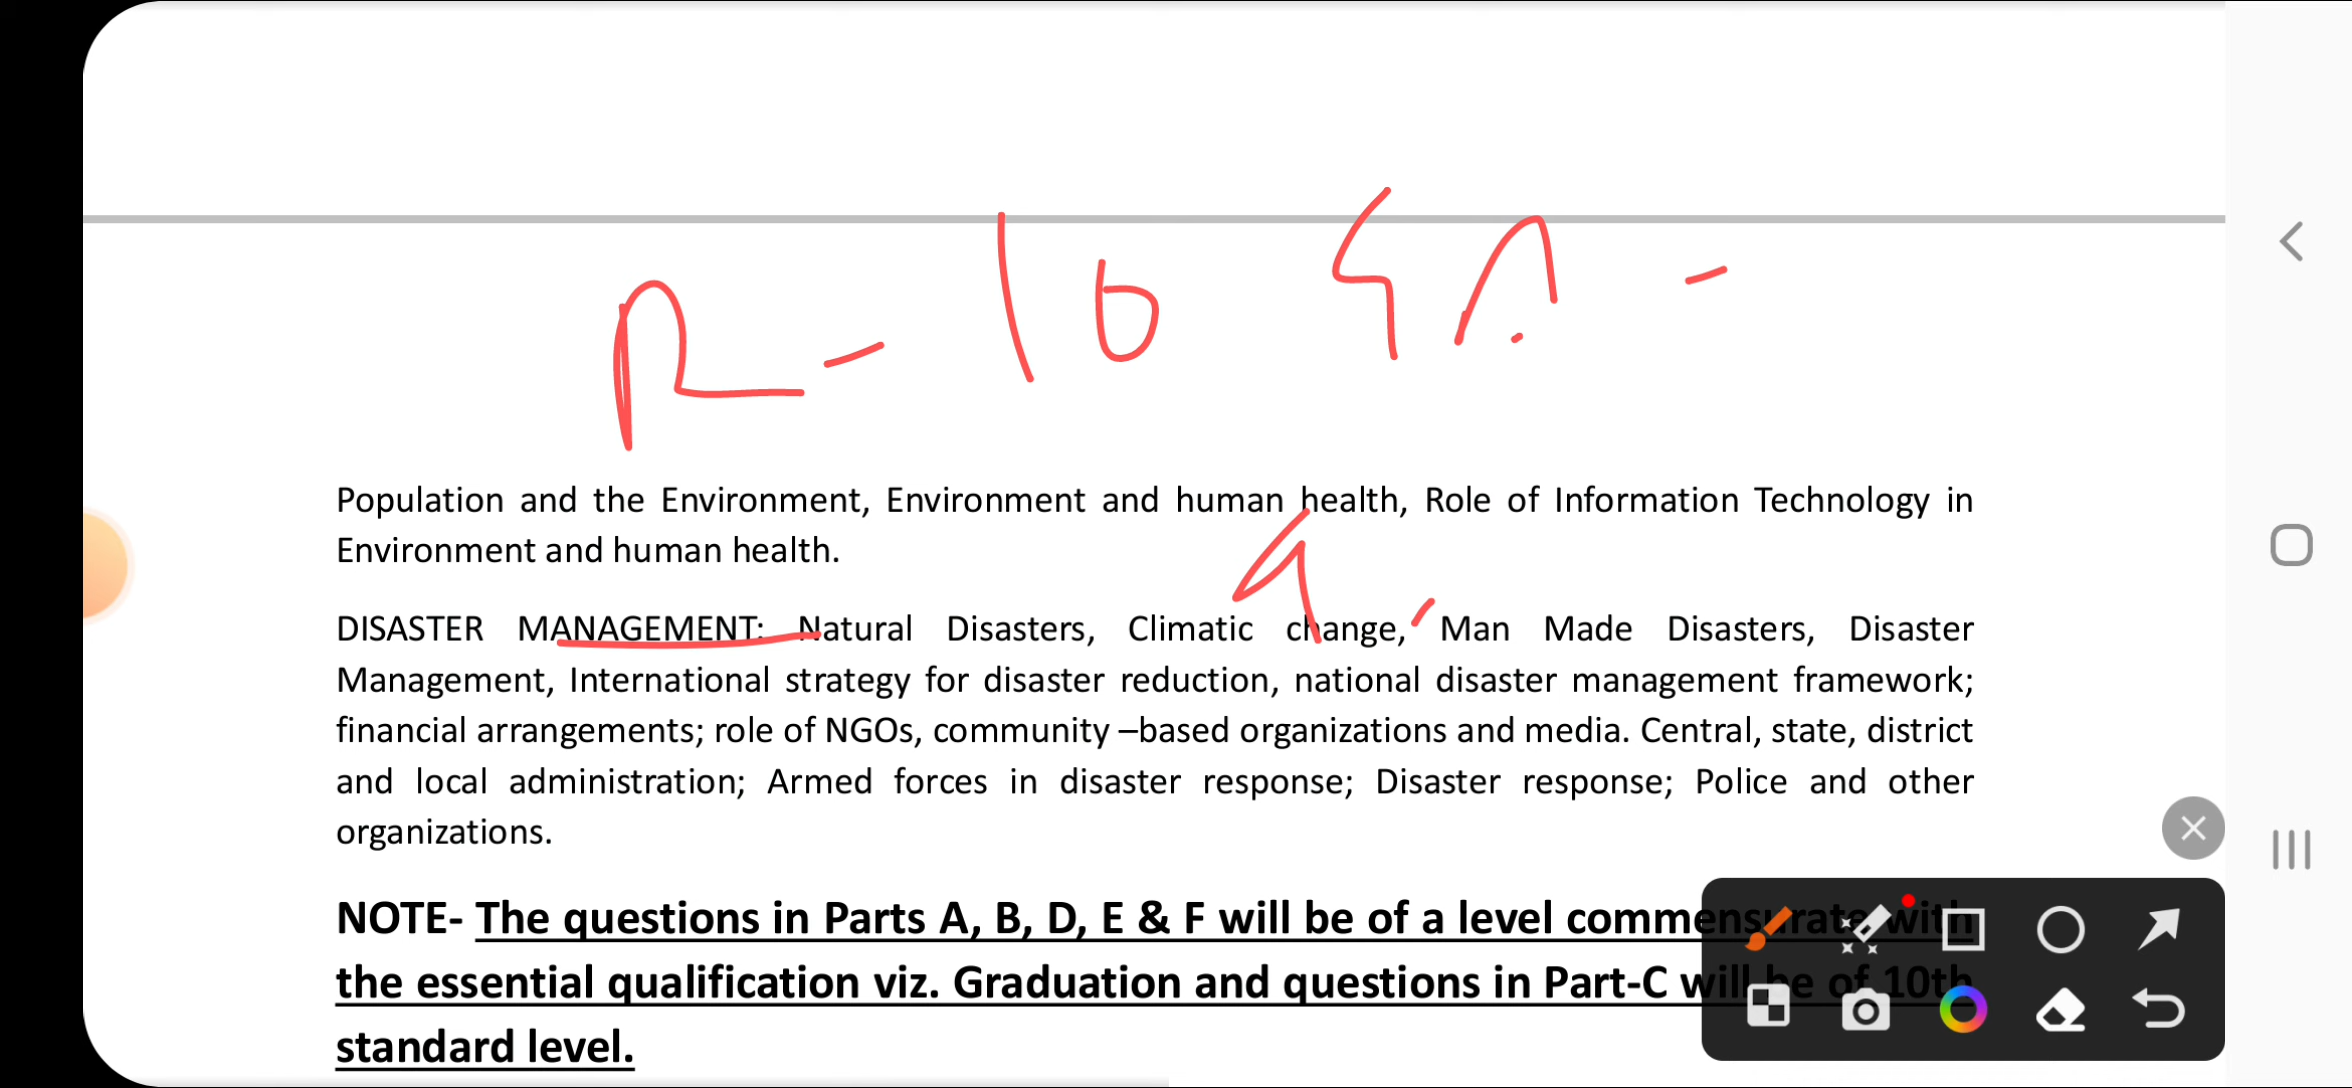 Population and the Environment, Environment and human health, Role of Information Technology in
Environment and human health.
DISASTER MANAGEMENT: Natural Disasters, Climatic change, Man Made Disasters, Disaster
Management, International strategy for disaster reduction, national disaster management framework;
financial arrangements; role of NGOs, community –based organizations and media. Central, state, district
and local administration; Armed forces in disaster response; Disaster response; Police and other
organizations.
NOTE- The questions in Parts A, B, D, E & F will be of a level commensurate with
the essential qualification viz. Graduation and questions in Part-C will be of 10th
standard level.